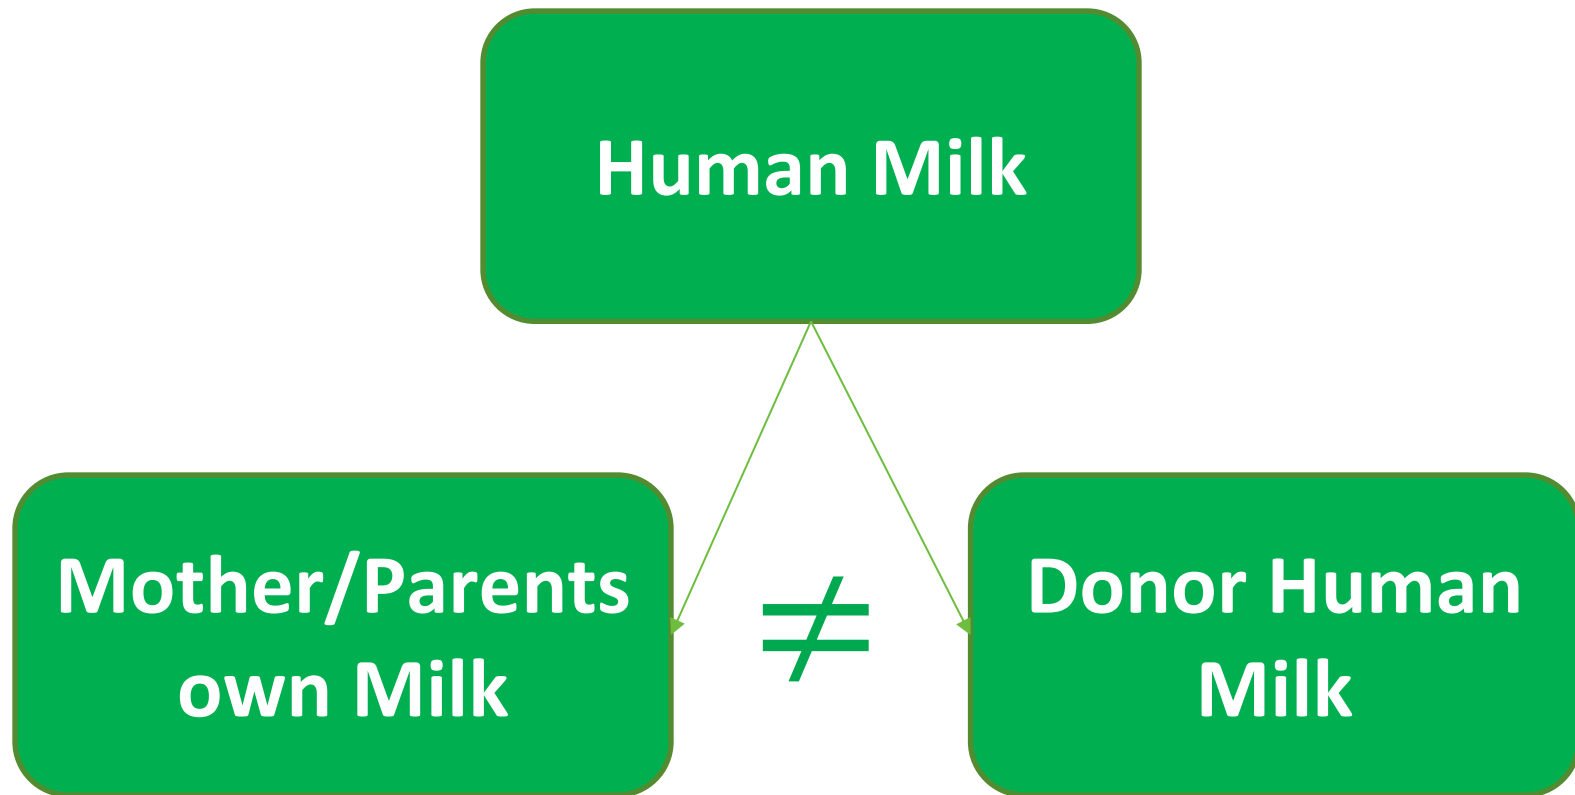 Human Milk
Mother/Parents
own Milk
≠
Donor Human
Milk